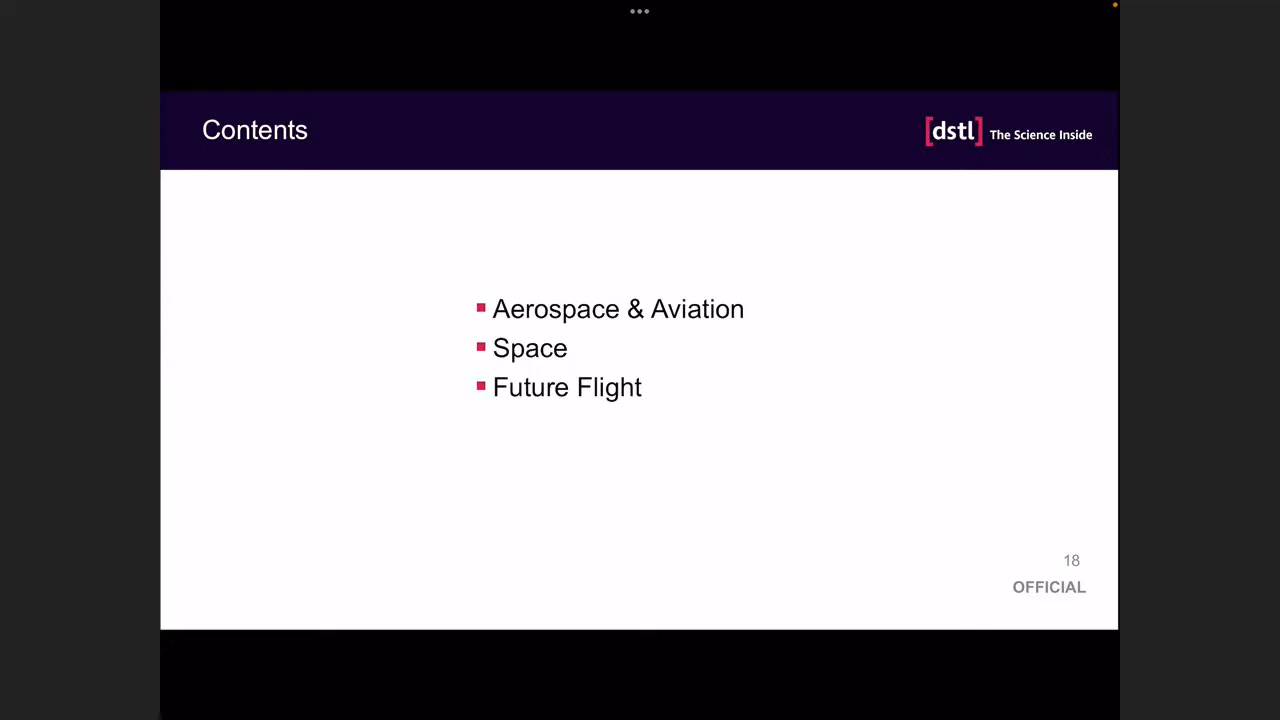 Contents
[dstl] The Science Inside
Aerospace & Aviation
Space
Future Flight
18
OFFICIAL